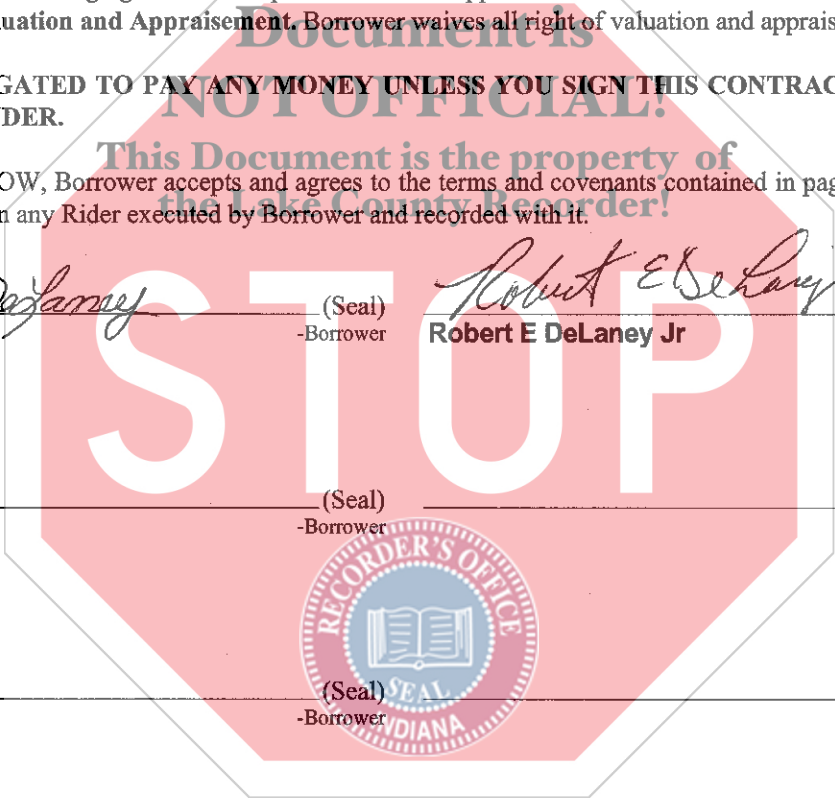 uation and Appraisement. Borrower waives all right of valuation and apprais
Document is
GATED TO PAY ANY MONEY UNLESS YOU SIGN THIS CONTRAC
NOT OFFICIAL!
DER.
This Document is the property of
OW, Borrower accepts and agrees to the terms and covenants contained in pag
the Lake County Recorder!
n any Rider executed by Borrower and recorded with it.
DeLaney (Seal) Robert E DeLaney
-Borrower Robert E DeLaney Jr
STOP
(Seal)
-Borrower
RECORDER'S OFFICE
SEAL
INDIANA
(Seal)
-Borrower